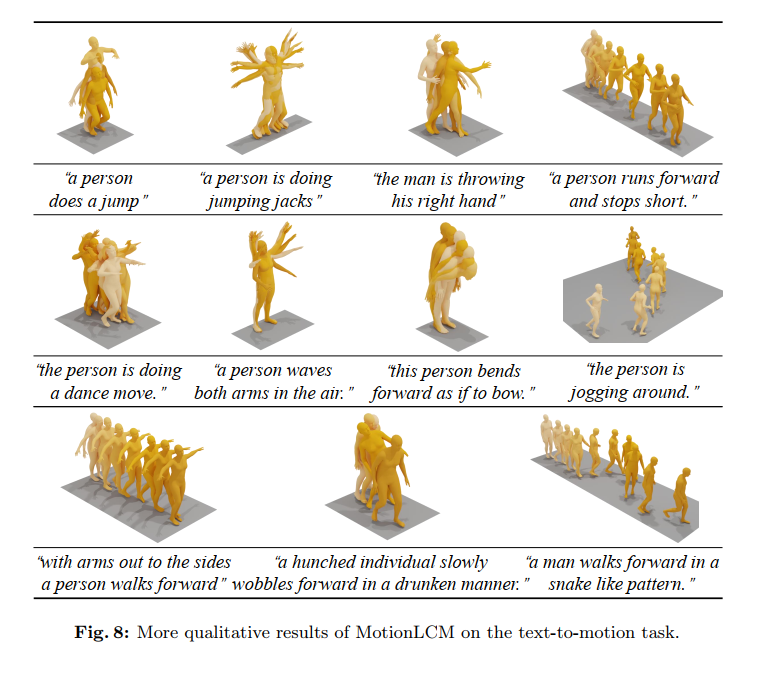 "a person
does a jump"
"a person is doing
jumping jacks"
"the man is throwing
his right hand"
"a person runs forward
and stops short."
"the person is doing
a dance move."
"a person waves
both arms in the air."
"this person bends
forward as if to bow."
"the person is
jogging around."
"with arms out to the sides
a person walks forward"
"a hunched individual slowly
wobbles forward in a drunken manner."
"a man walks forward in a
snake like pattern."
Fig. 8: More qualitative results of MotionLCM on the text-to-motion task.